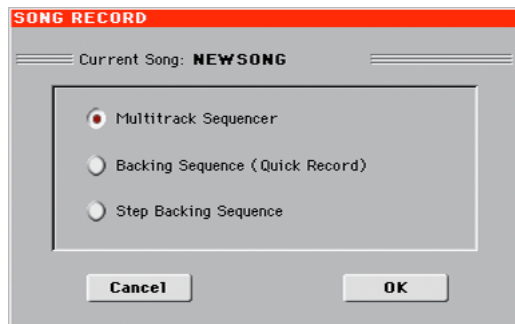 SONG RECORD
Current Song: NEWSONG
Multitrack Sequencer
Backing Sequence (Quick Record)
Step Backing Sequence
Cancel OK